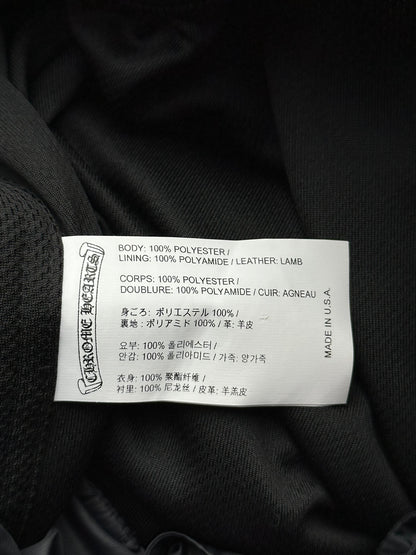 CHROME HEARTS
BODY: 100% POLYESTER /
LINING: 100% POLYAMIDE / LEATHER: LAMB
CORPS: 100% POLYESTER /
DOUBLURE: 100% POLYAMIDE / CUIR: AGNEAU
身ごろ: ポリエステル 100% /
裏地: ポリアミド 100% / 革: 羊皮
요부: 100% 폴리에스터 /
안감: 100% 폴리아미드 / 가죽: 양가죽
衣身: 100% 聚酯纤维 /
衬里: 100% 尼龙丝 / 皮革: 羊羔皮
MADE IN U.S.A.